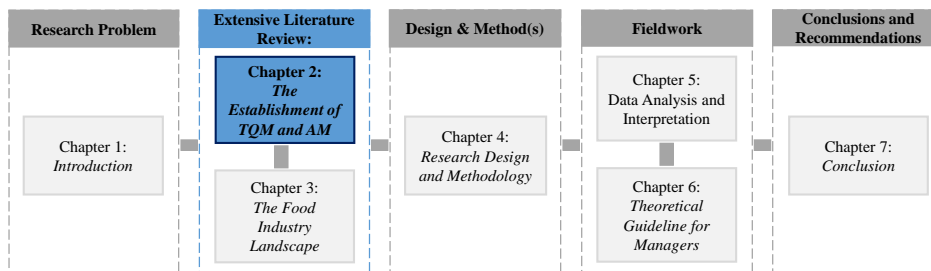 Research Problem
Extensive Literature
Review:
Design & Method(s)
Fieldwork
Conclusions and
Recommendations
Chapter 1:
Introduction
Chapter 2:
The
Establishment of
TQM and AM
Chapter 3:
The Food
Industry
Landscape
Chapter 4:
Research Design
and Methodology
Chapter 5:
Data Analysis and
Interpretation
Chapter 6:
Theoretical
Guideline for
Managers
Chapter 7:
Conclusion